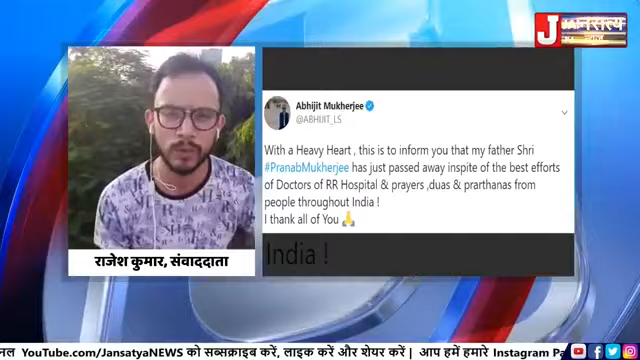 जनसत्य
Abhijit Mukherjee
@ABHIJIT_LS
With a Heavy Heart , this is to inform you that my father Shri
#PranabMukherjee has just passed away inspite of the best efforts
of Doctors of RR Hospital & prayers ,duas & prarthanas from
people throughout India !
I thank all of You 🙏
India !
राजेश कुमार, संवाददाता
नल YouTube.com/JansatyaNEWS को सब्सक्राइब करें, लाइक करें और शेयर करें | आप हमें हमारे Instagram Pa